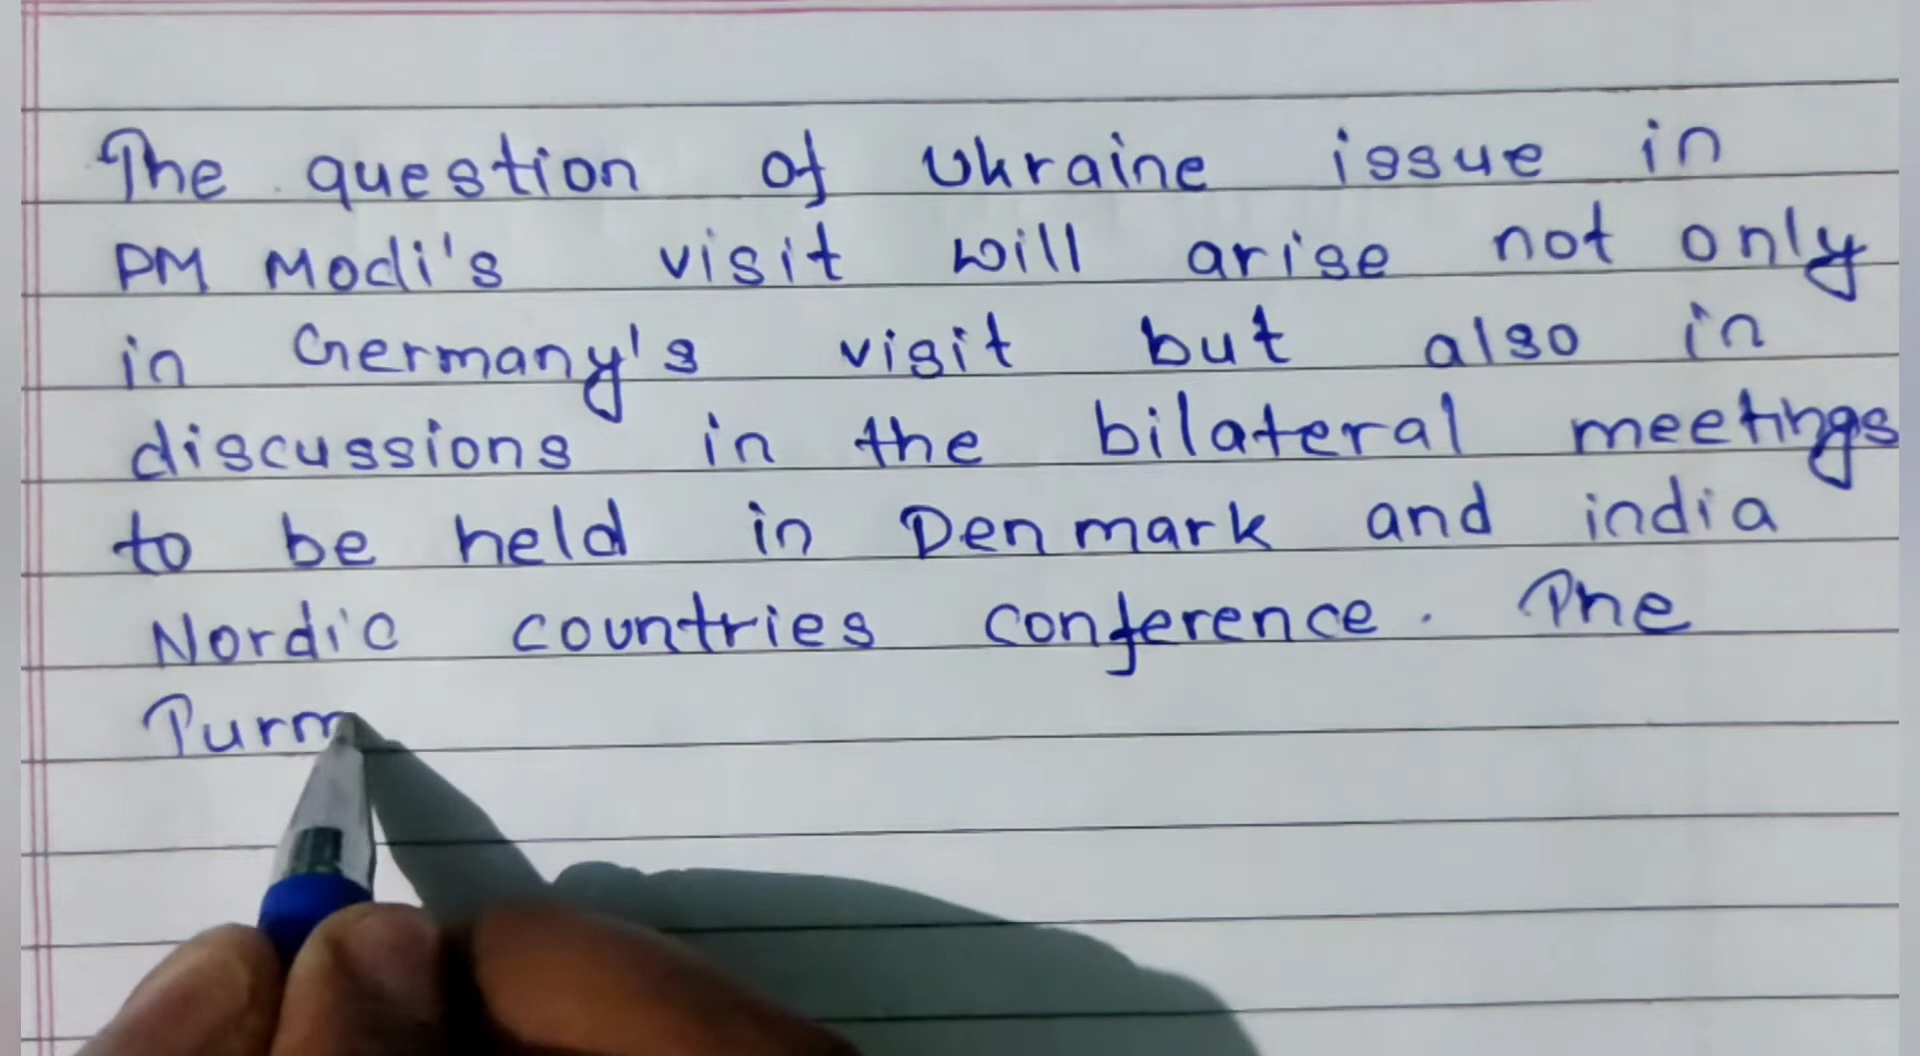 The question of Ukraine issue in
PM Modi's visit will arise not only
in Germany's visit but also in
discussions in the bilateral meetings
to be held in Denmark and india
Nordic countries conference. The
Purm